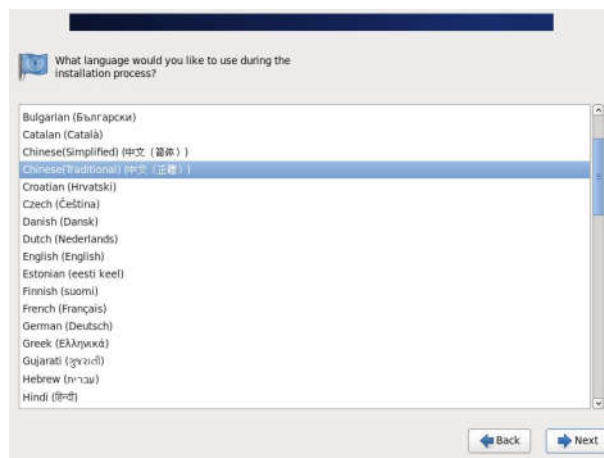 What language would you like to use during the
installation process?
Bulgarian (Български)
Catalan (Català)
Chinese(Simplified) (中文（简体）)
Chinese(Traditional) (中文（正體）)
Croatian (Hrvatski)
Czech (Čeština)
Danish (Dansk)
Dutch (Nederlands)
English (English)
Estonian (eesti keel)
Finnish (suomi)
French (Français)
German (Deutsch)
Greek (Ελληνικά)
Gujarati (ગુજરાતી)
Hebrew (עברית)
Hindi (हिन्दी)
Back
Next